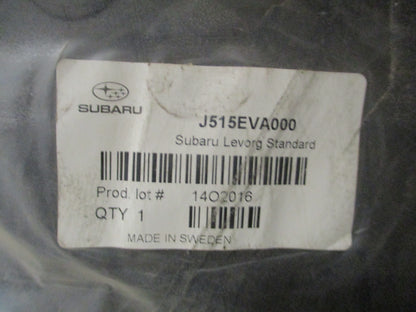 SUBARU
J515EVA000
Subaru Levorg Standard
Prod. lot # 14O2016
QTY 1
MADE IN SWEDEN